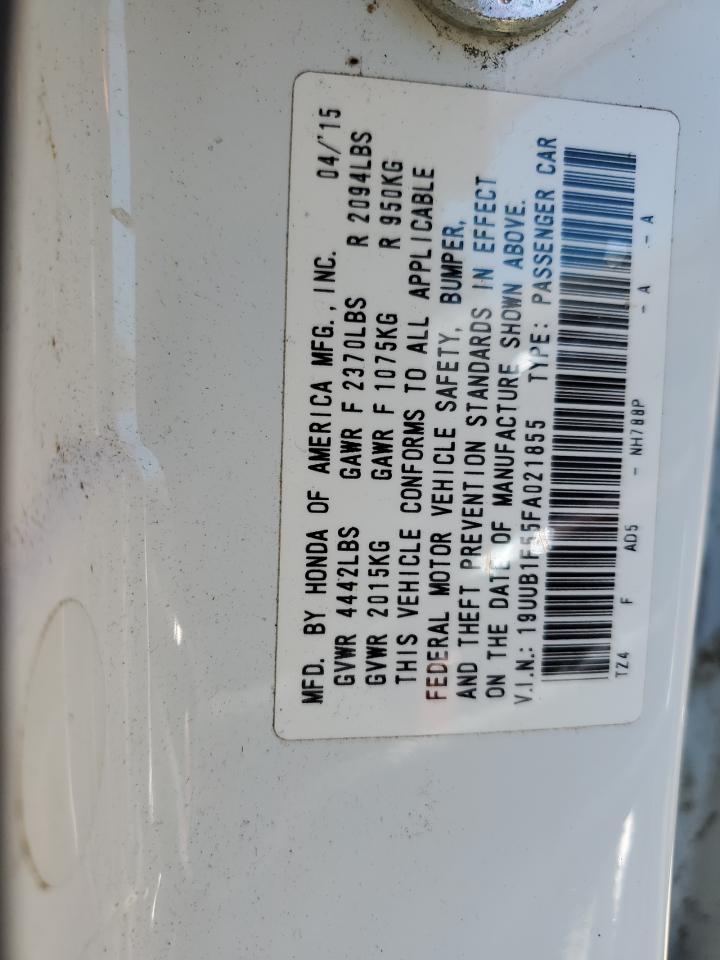 MFD. BY HONDA OF AMERICA MFG., INC. 04/'15
GVWR 4442LBS GAWR F 2370LBS R 2094LBS
GVWR 2015KG GAWR F 1075KG R 950KG
THIS VEHICLE CONFORMS TO ALL APPLICABLE
FEDERAL MOTOR VEHICLE SAFETY, BUMPER,
AND THEFT PREVENTION STANDARDS IN EFFECT
ON THE DATE OF MANUFACTURE SHOWN ABOVE.
V.I.N.: 19UUB1F55FA021855 TYPE: PASSENGER CAR
TZ4 F AD5 - NH788P - A - A